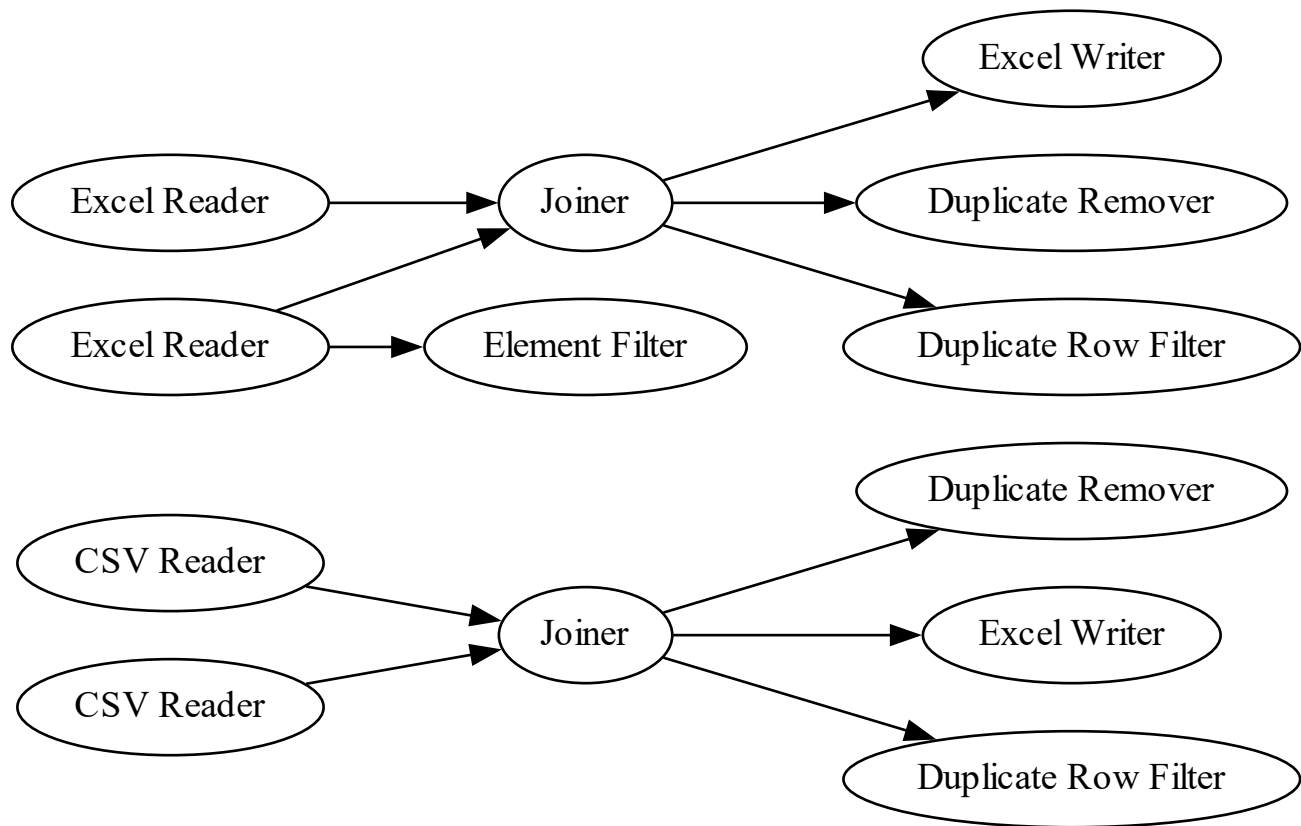 Excel Writer
Excel Reader
Joiner
Duplicate Remover
Excel Reader
Element Filter
Duplicate Row Filter
Duplicate Remover
CSV Reader
Joiner
Excel Writer
CSV Reader
Duplicate Row Filter